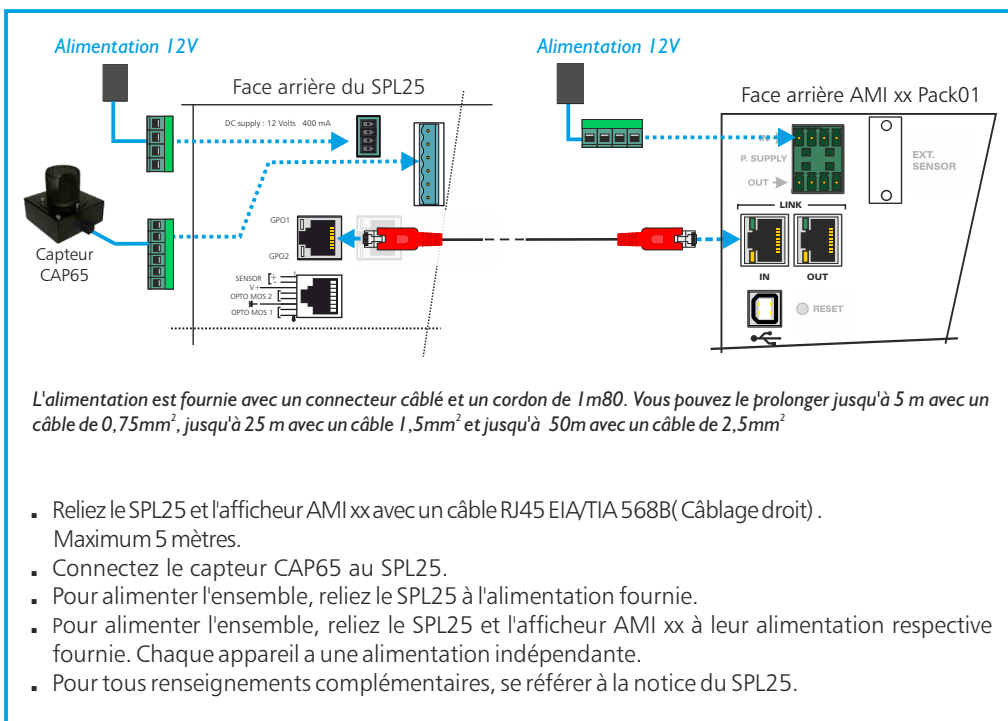 Alimentation 12V
Alimentation 12V
Face arrière du SPL25
Face arrière AMI xx Pack01
DC supply : 12 Volts 400 mA
IN
P. SUPPLY
OUT
EXT.
SENSOR
LINK
IN
OUT
RESET
GPO1
GPO2
Capteur
CAP65
SENSOR [+
-
V+
OPTO MOS 2 [
OPTO MOS 1 [
L'alimentation est fournie avec un connecteur câblé et un cordon de 1m80. Vous pouvez le prolonger jusqu'à 5 m avec un
câble de 0,75mm², jusqu'à 25 m avec un câble 1,5mm² et jusqu'à 50m avec un câble de 2,5mm²
. Reliez le SPL25 et l'afficheur AMI xx avec un câble RJ45 EIA/TIA 568B( Câblage droit) .
Maximum 5 mètres.
. Connectez le capteur CAP65 au SPL25.
. Pour alimenter l'ensemble, reliez le SPL25 à l'alimentation fournie.
. Pour alimenter l'ensemble, reliez le SPL25 et l'afficheur AMI xx à leur alimentation respective
fournie. Chaque appareil a une alimentation indépendante.
. Pour tous renseignements complémentaires, se référer à la notice du SPL25.